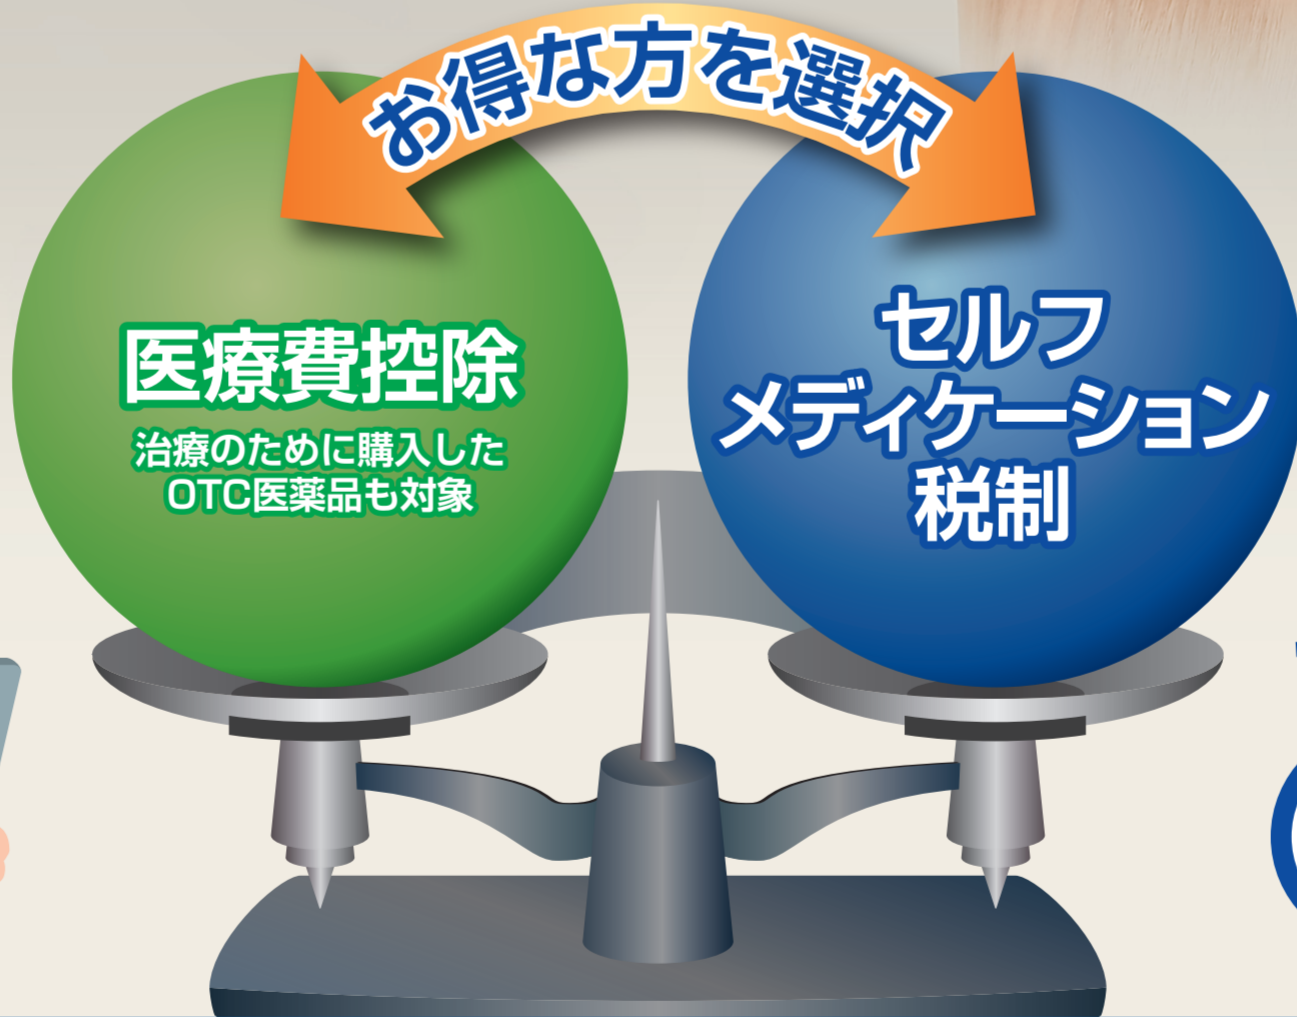 お得な方を選択
医療費控除
治療のために購入した
OTC医薬品も対象
セルフ
メディケーション
税制